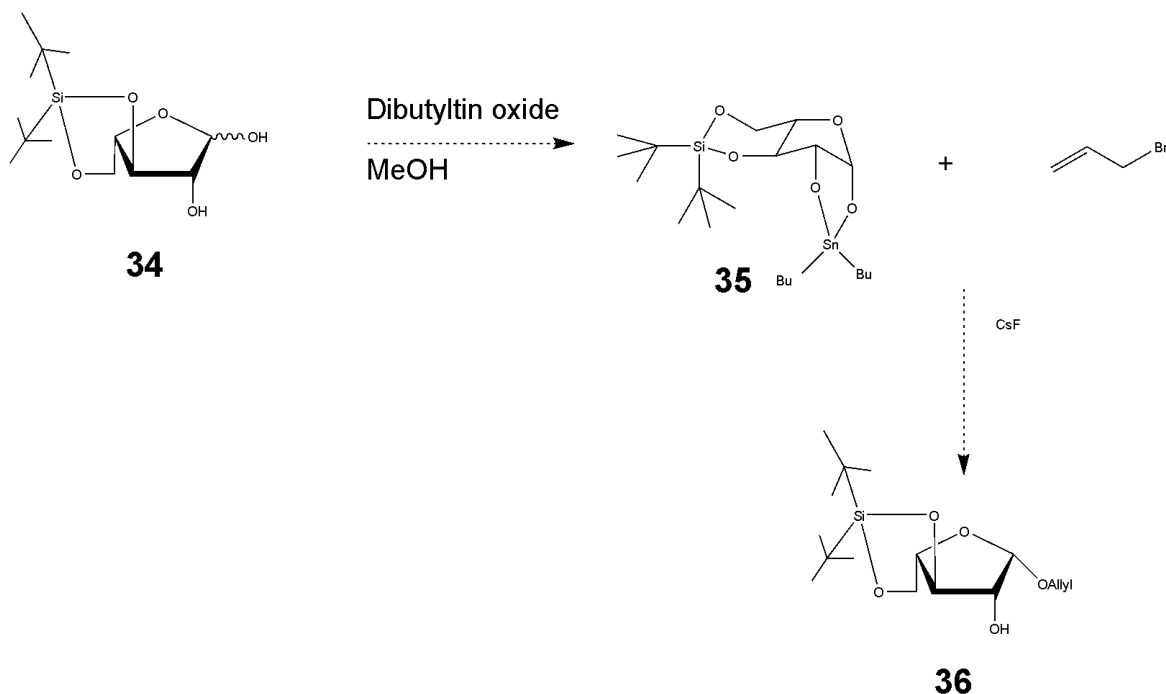 Si
O
O
O
OH
OH
34
Dibutyltin oxide
MeOH
O
O
Si
O
O
O
Sn
Bu
Bu
35
+
Br
CsF
Si
O
O
O
OAllyl
OH
36